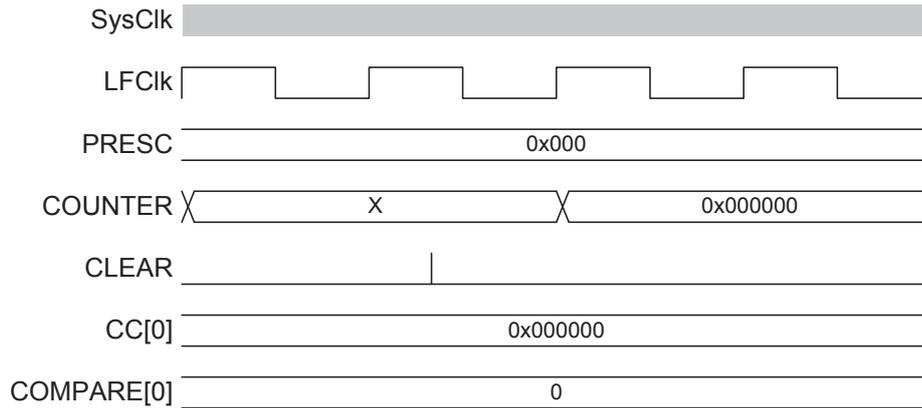 SysClk
LFClk
PRESC 0x000
COUNTER X 0x000000
CLEAR
CC[0] 0x000000
COMPARE[0] 0